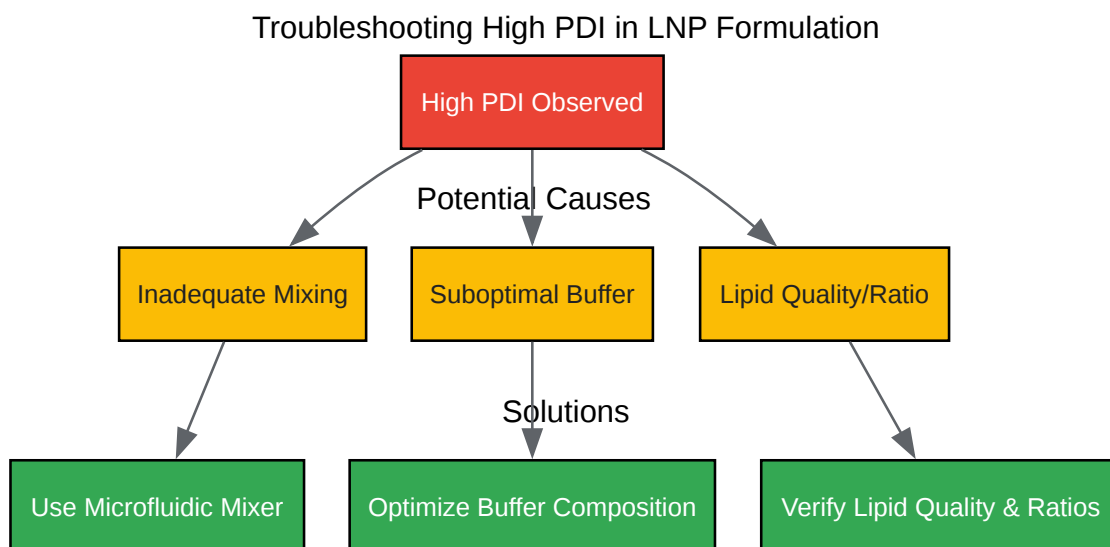 Troubleshooting High PDI in LNP Formulation
High PDI Observed
Potential Causes
Inadequate Mixing
Suboptimal Buffer
Lipid Quality/Ratio
Solutions
Use Microfluidic Mixer
Optimize Buffer Composition
Verify Lipid Quality & Ratios